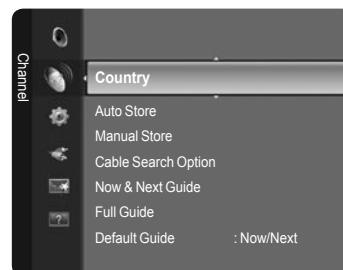 Channel
Country
Auto Store
Manual Store
Cable Search Option
Now & Next Guide
Full Guide
Default Guide : Now/Next
?